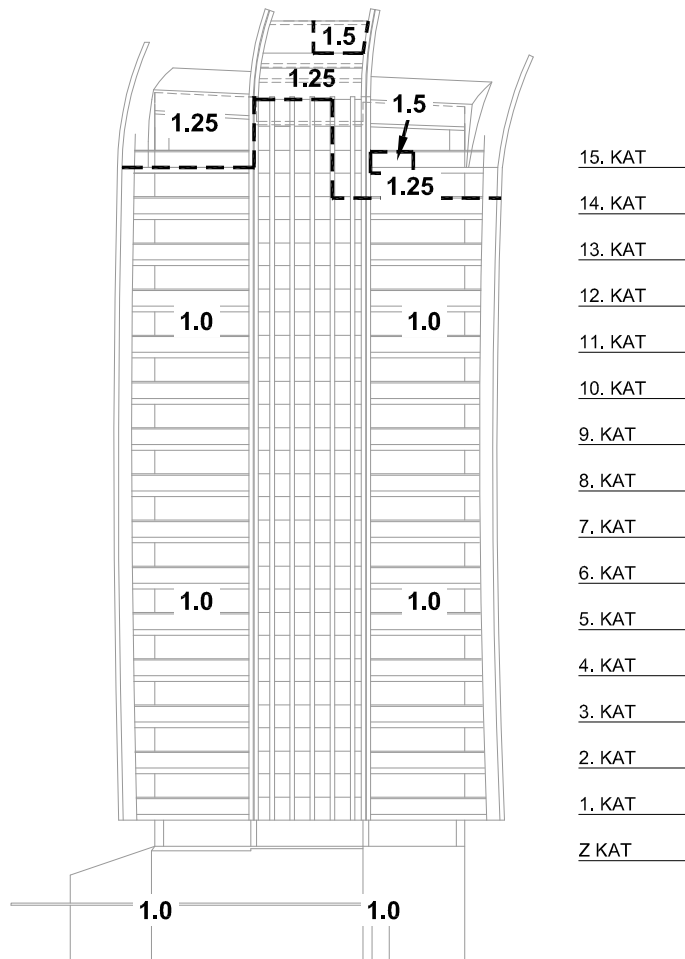 1.5
1.25
1.5
1.25
1.25
15. KAT
14. KAT
13. KAT
12. KAT
1.0 1.0
11. KAT
10. KAT
9. KAT
8. KAT
7. KAT
6. KAT
1.0 1.0
5. KAT
4. KAT
3. KAT
2. KAT
1. KAT
Z KAT
1.0 1.0